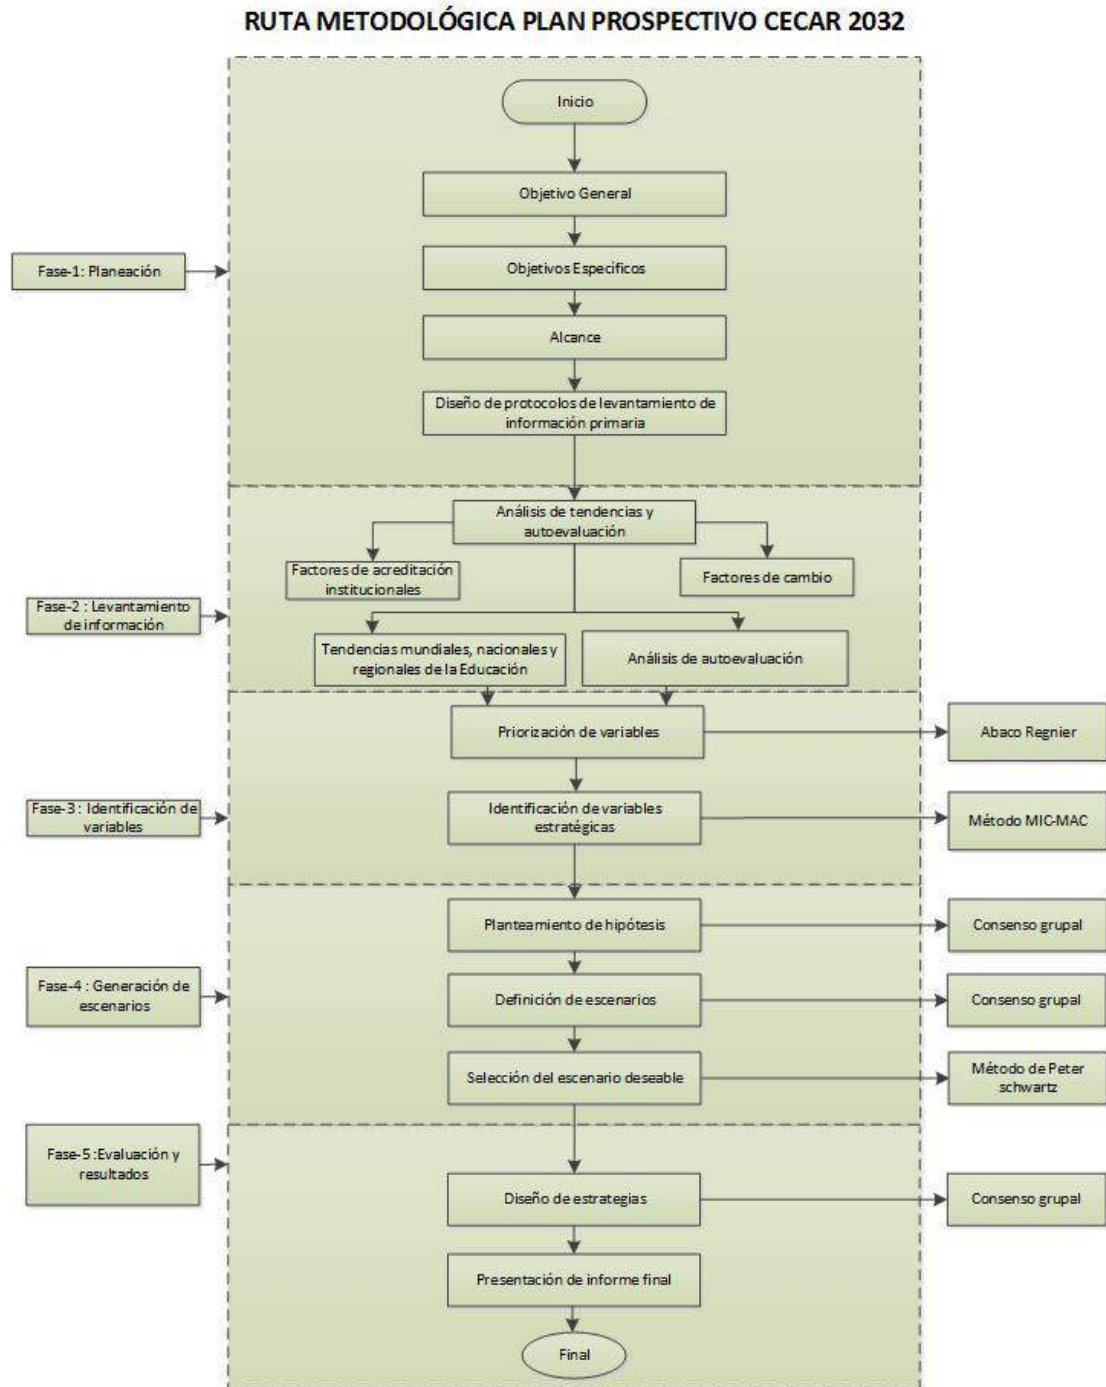 RUTA METODOLÓGICA PLAN PROSPECTIVO CECAR 2032
Inicio
Objetivo General
Fase-1: Planeación
Objetivos Específicos
Alcance
Diseño de protocolos de levantamiento de
información primaria
Análisis de tendencias y
autoevaluación
Factores de acreditación
institucionales
Factores de cambio
Fase-2 : Levantamiento
de información
Tendencias mundiales, nacionales y
regionales de la Educación
Análisis de autoevaluación
Priorización de variables
Abaco Regnier
Fase-3 : Identificación de
variables
Identificación de variables
estratégicas
Método MIC-MAC
Planteamiento de hipótesis
Consenso grupal
Fase-4 : Generación de
escenarios
Definición de escenarios
Consenso grupal
Selección del escenario deseable
Método de Peter
schwartz
Fase-5 :Evaluación y
resultados
Diseño de estrategias
Consenso grupal
Presentación de informe final
Final